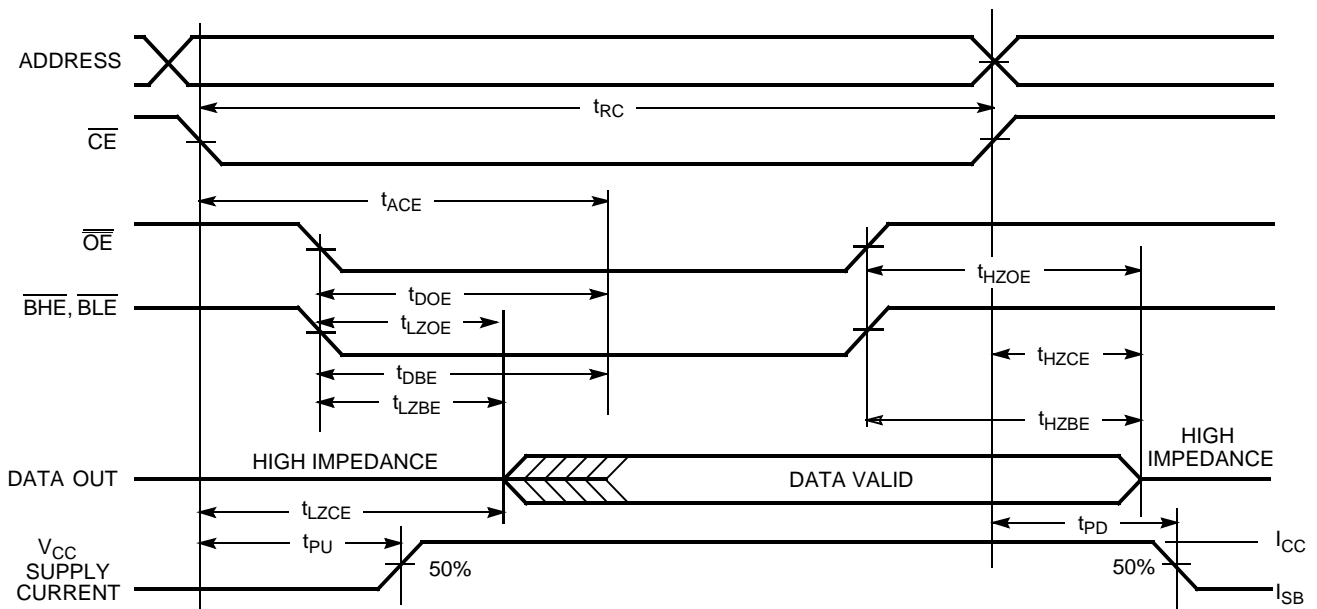 ADDRESS
tRC
CE
tACE
OE
tHZOE
tDOE
BHE, BLE
tLZOE
tHZCE
tDBE
tLZBE
tHZBE
HIGH IMPEDANCE
DATA OUT
HIGH IMPEDANCE
DATA VALID
tLZCE
tPD
tPU
VCC
SUPPLY
CURRENT
50%
50%
ICC
ISB